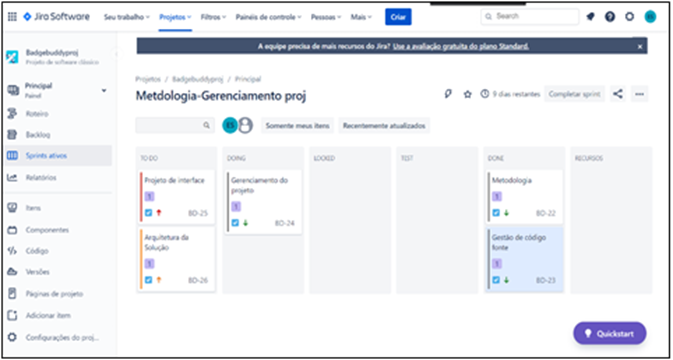 Jira Software Seu trabalho Projetos Filtros Painéis de controle Pessoas Mais Criar Search ES
Badgebuddyproj
Projeto de software clássico
Principal
Painel
Roteiro
Backlog
Sprints ativos
Relatórios
Itens
Componentes
Código
Versões
Páginas de projeto
Adicionar item
Configurações do proj...
A equipe precisa de mais recursos do Jira? Use a avaliação gratuita do plano Standard.
Projetos / Badgebuddyproj / Principal
Metdologia-Gerenciamento proj
9 dias restantes Completar sprint
ES Somente meus itens Recentemente atualizados
TO DO DOING LOOKED TEST DONE RECURSOS
Projeto de interface
1
BD-25
Arquitetura da
Solução
1
BD-26
Gerenciamento do
projeto
1
BD-24
Metodologia
1
BD-22
Gestão de código
fonte
1
BD-23
Quickstart